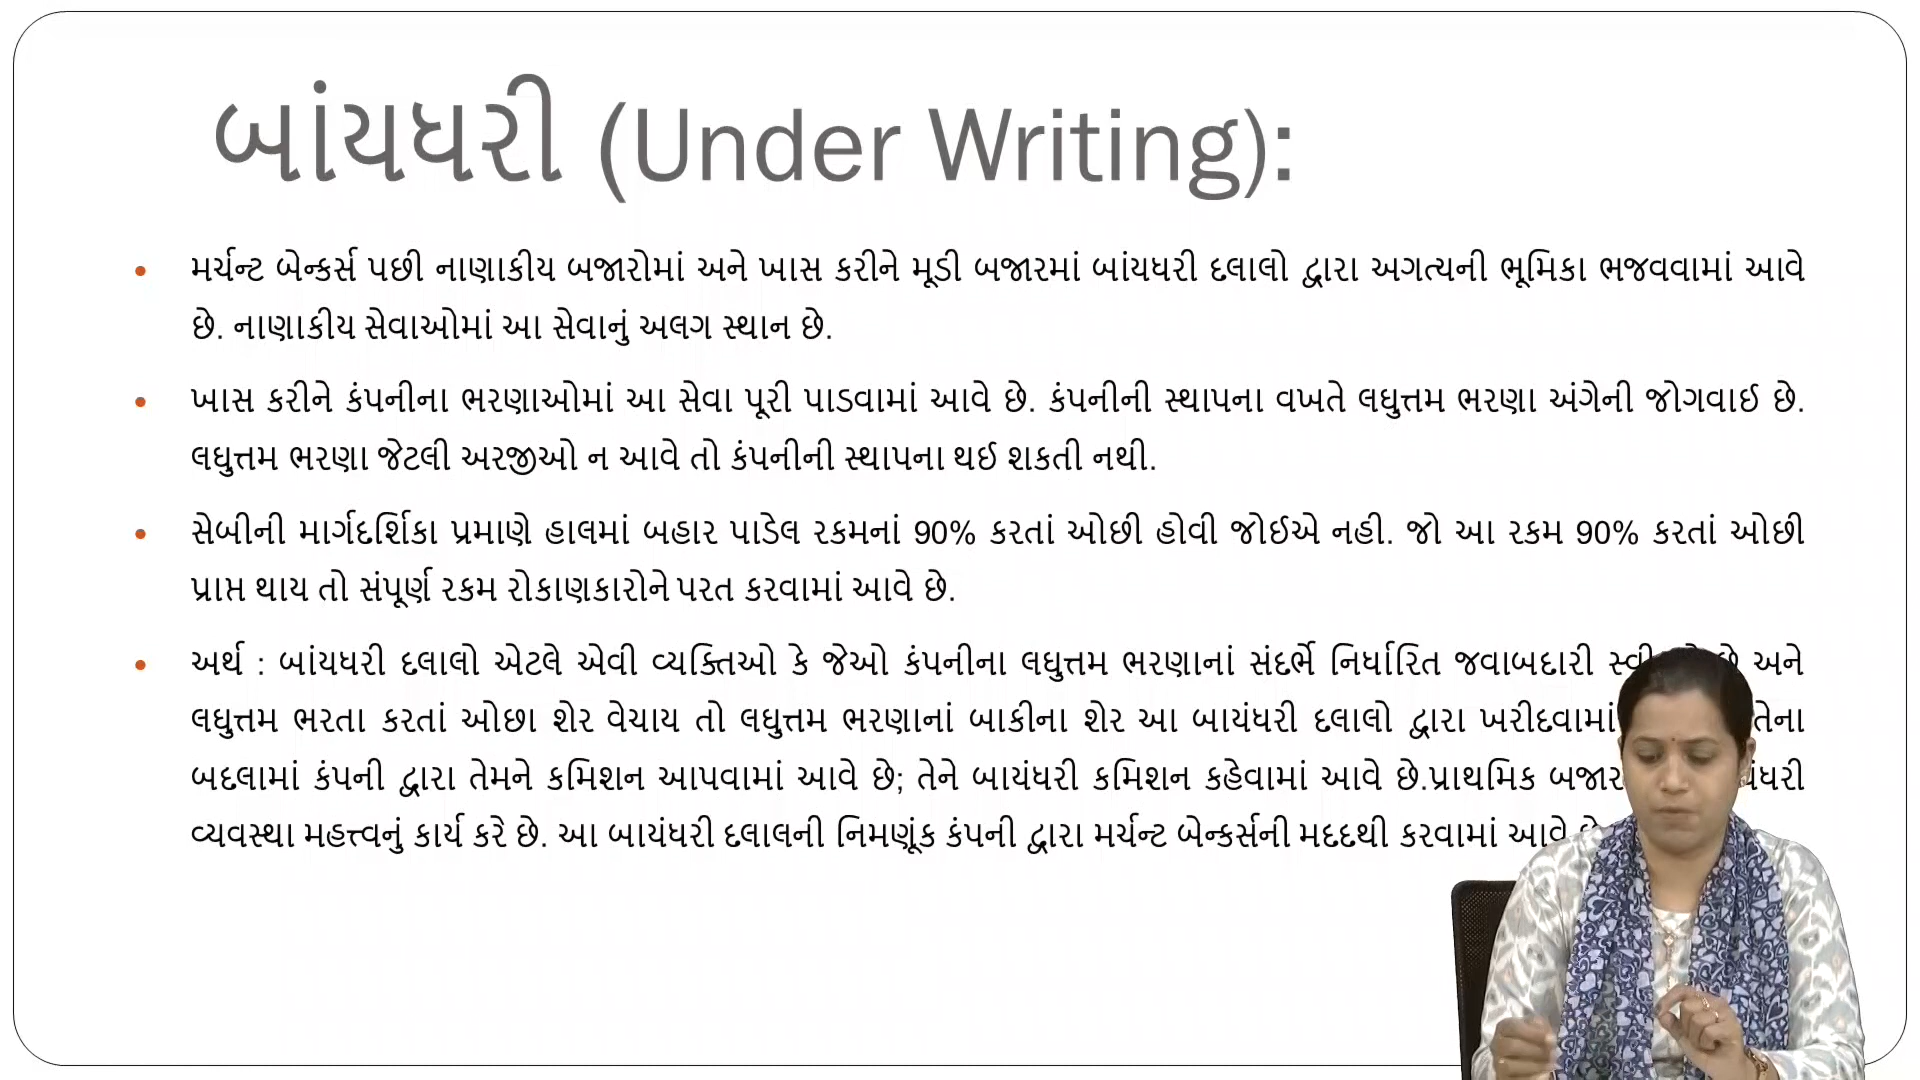 બાંયધરી (Under Writing):
મર્ચન્ટ બેન્કર્સ પછી નાણાકીય બજારોમાં અને ખાસ કરીને મૂડી બજારમાં બાંયધરી દલાલો દ્વારા અગત્યની ભૂમિકા ભજવવામાં આવે
છે. નાણાકીય સેવાઓમાં આ સેવાનું અલગ સ્થાન છે.
ખાસ કરીને કંપનીના ભરણાઓમાં આ સેવા પૂરી પાડવામાં આવે છે. કંપનીની સ્થાપના વખતે લઘુત્તમ ભરણા અંગેની જોગવાઈ છે.
લઘુત્તમ ભરણા જેટલી અરજીઓ ન આવે તો કંપનીની સ્થાપના થઈ શકતી નથી.
સેબીની માર્ગદર્શિકા પ્રમાણે હાલમાં બહાર પાડેલ રકમનાં 90% કરતાં ઓછી હોવી જોઈએ નહી. જો આ રકમ 90% કરતાં ઓછી
પ્રાપ્ત થાય તો સંપૂર્ણ રકમ રોકાણકારોને પરત કરવામાં આવે છે.
અર્થ : બાંયધરી દલાલો એટલે એવી વ્યક્તિઓ કે જેઓ કંપનીના લઘુત્તમ ભરણાનાં સંદર્ભે નિર્ધારિત જવાબદારી છે અને
લઘુત્તમ ભરતા કરતાં ઓછા શેર વેચાય તો લઘુત્તમ ભરણાનાં બાકીના શેર આ બાયંધરી દલાલો દ્વારા ખરીદવામાં તેના
બદલામાં કંપની દ્વારા તેમને કમિશન આપવામાં આવે છે; તેને બાયંધરી કમિશન કહેવામાં આવે છે.પ્રાથમિક
વ્યવસ્થા મહત્ત્વનું કાર્ય કરે છે. આ બાયંધરી દલાલની નિમણૂંક કંપની દ્વારા મર્ચન્ટ બેન્કર્સની મદદથી કરવામાં આવે